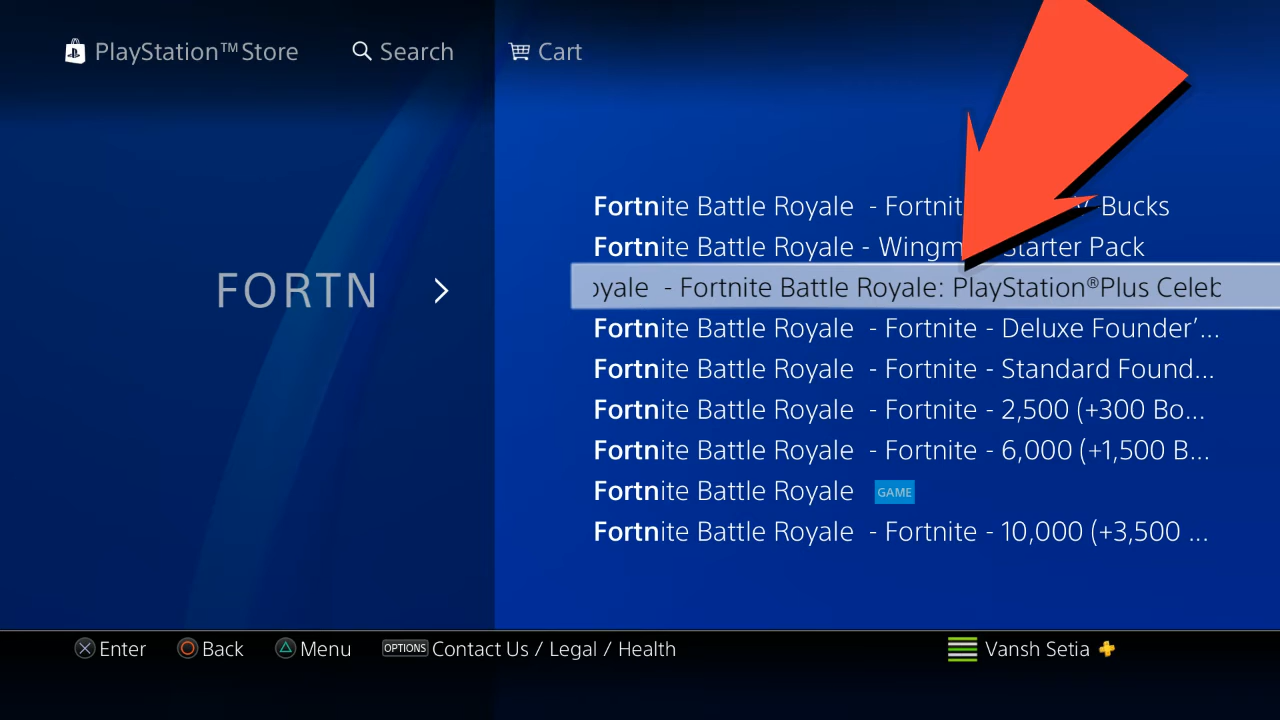 PlayStation™Store
Search
Cart
FORTN
Fortnite Battle Royale - Fortnit Bucks
Fortnite Battle Royale - Wingm Starter Pack
oyale - Fortnite Battle Royale: PlayStation®Plus Celeb
Fortnite Battle Royale - Fortnite - Deluxe Founder’...
Fortnite Battle Royale - Fortnite - Standard Found...
Fortnite Battle Royale - Fortnite - 2,500 (+300 Bo...
Fortnite Battle Royale - Fortnite - 6,000 (+1,500 B...
Fortnite Battle Royale GAME
Fortnite Battle Royale - Fortnite - 10,000 (+3,500 ...
Enter Back Menu OPTIONS Contact Us / Legal / Health Vansh Setia